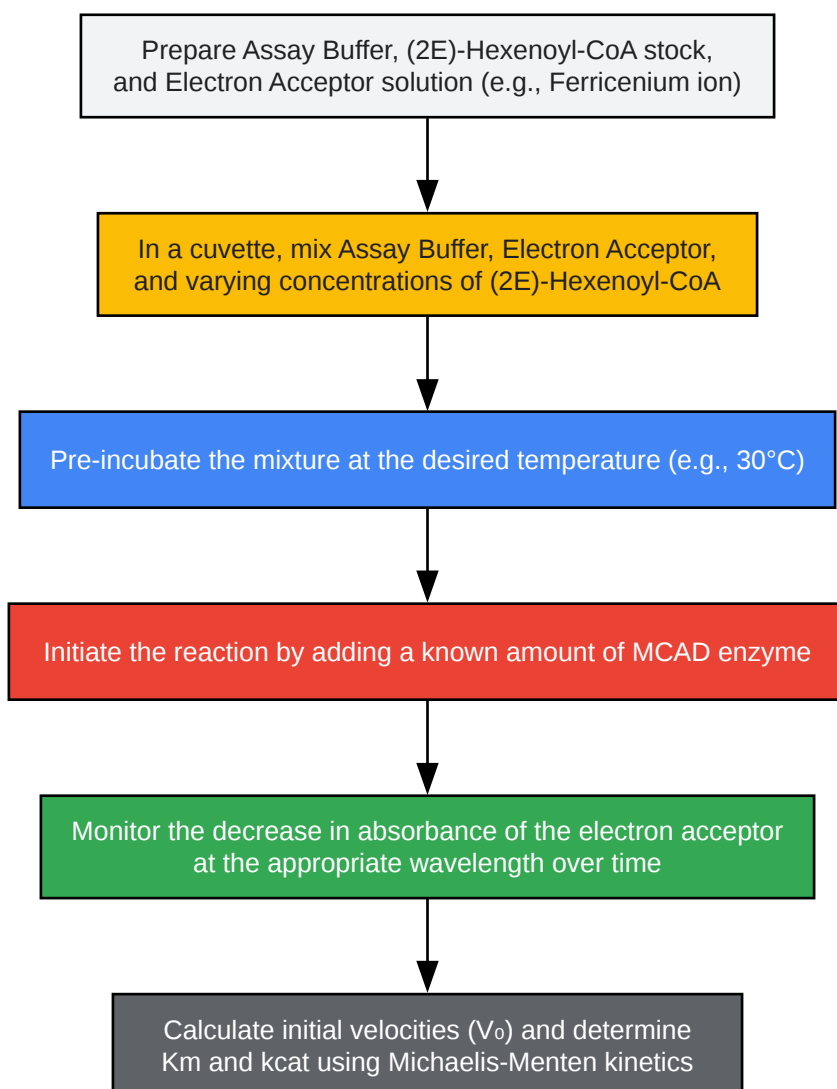 Prepare Assay Buffer, (2E)-Hexenoyl-CoA stock,
and Electron Acceptor solution (e.g., Ferricenium ion)
In a cuvette, mix Assay Buffer, Electron Acceptor,
and varying concentrations of (2E)-Hexenoyl-CoA
Pre-incubate the mixture at the desired temperature (e.g., 30°C)
Initiate the reaction by adding a known amount of MCAD enzyme
Monitor the decrease in absorbance of the electron acceptor
at the appropriate wavelength over time
Calculate initial velocities (V₀) and determine
Km and kcat using Michaelis-Menten kinetics